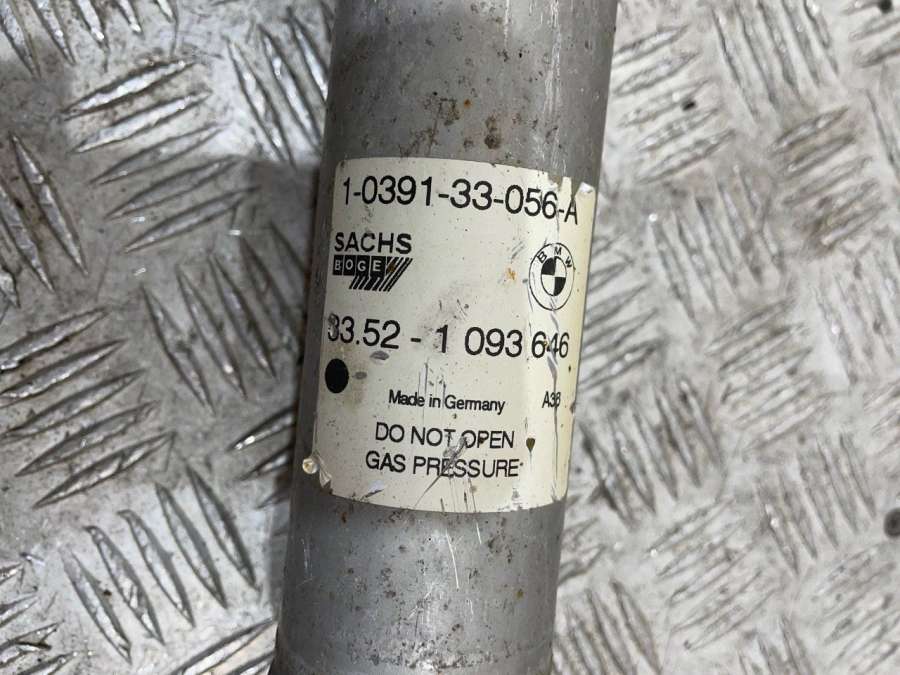 1-0391-33-056-A
SACHS
BOGE
BMW
33.52 - 1 093 646
Made in Germany A36
DO NOT OPEN
GAS PRESSURE